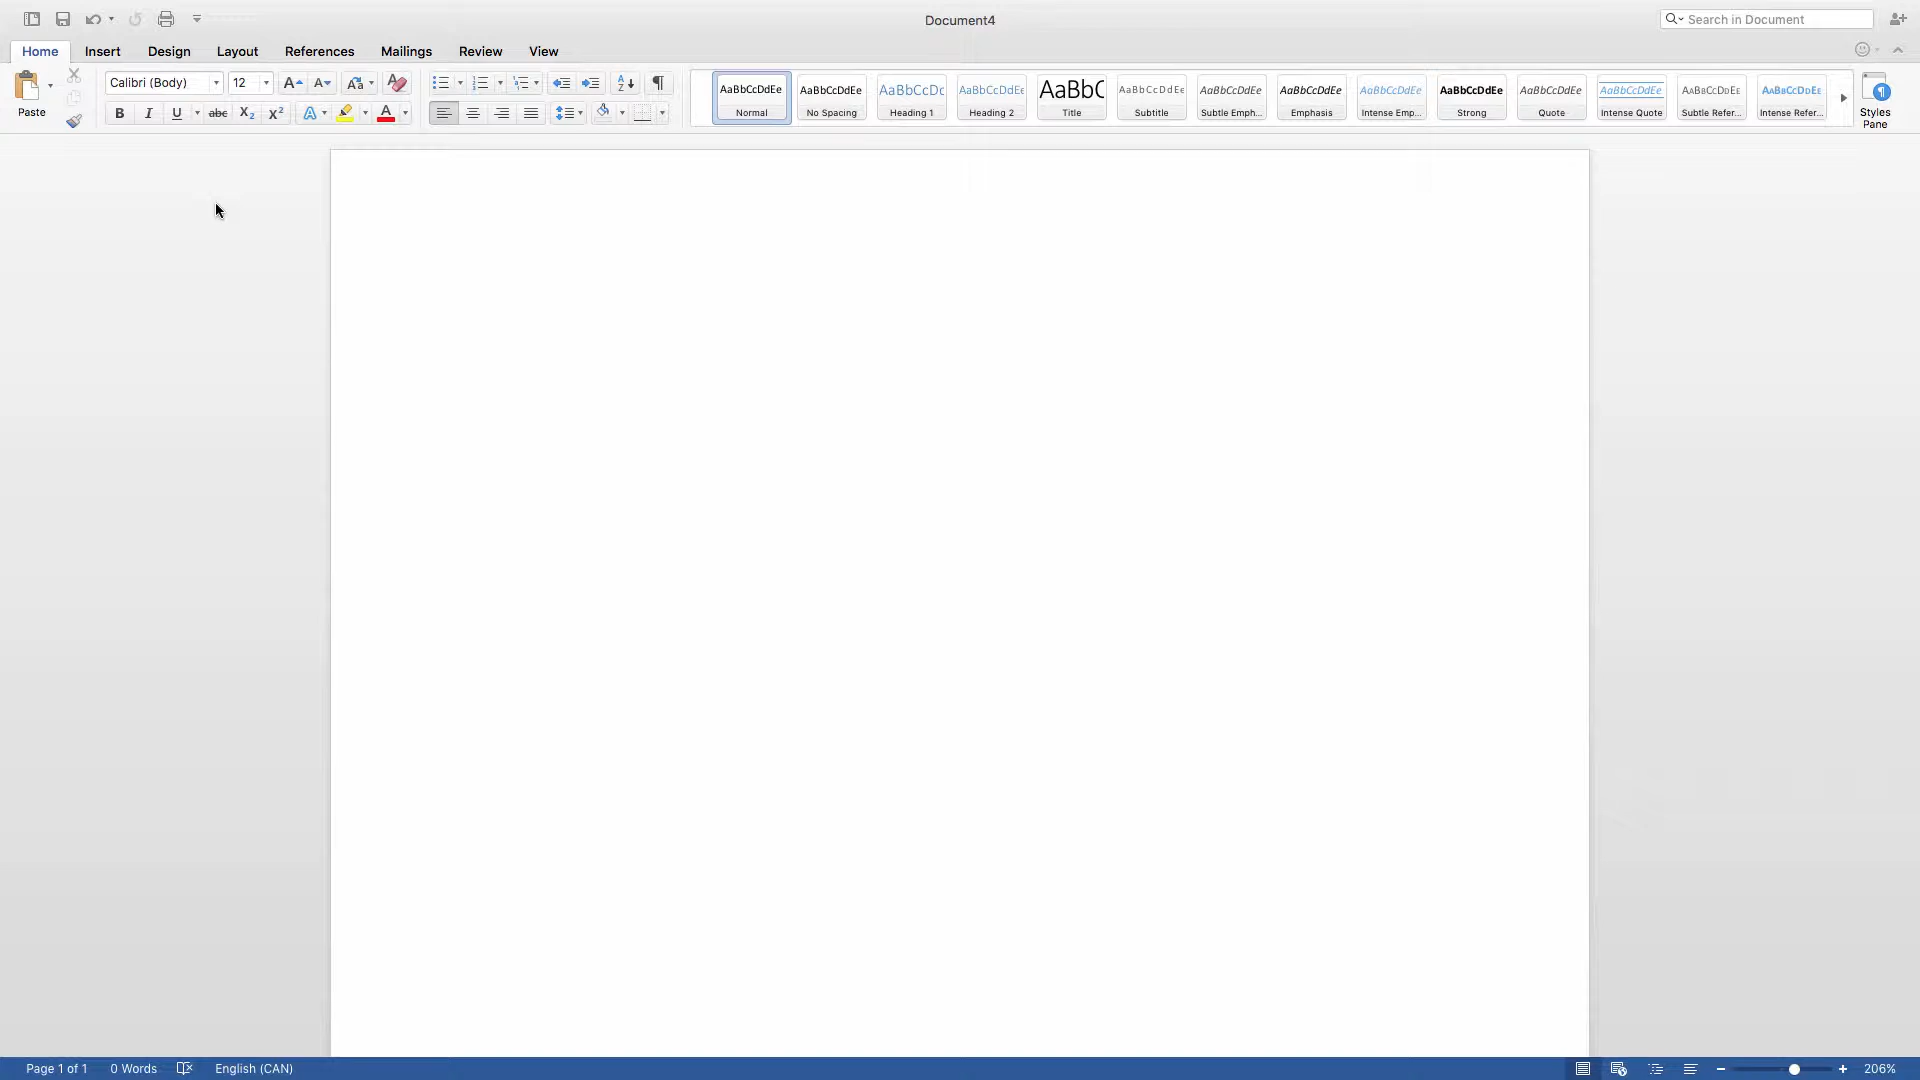 Document4
Search in Document
Home Insert Design Layout References Mailings Review View
Paste
Calibri (Body) 12
AaBbCcDdEe AaBbCcDdEe AaBbCcDc AaBbCcDdEe AaBbC AaBbCcDdEe AaBbCcDdEe AaBbCcDdEe AaBbCcDdEe AaBbCcDdEe AaBbCcDdEe AaBbCcDdEe AaBbCcDdEe AaBbCcDdEe
Normal No Spacing Heading 1 Heading 2 Title Subtitle Subtle Emph... Emphasis Intense Emp... Strong Quote Intense Quote Subtle Refer... Intense Refer...
Styles
Pane
B I U abc X2 X2 A A
Page 1 of 1 0 Words English (CAN) 206%